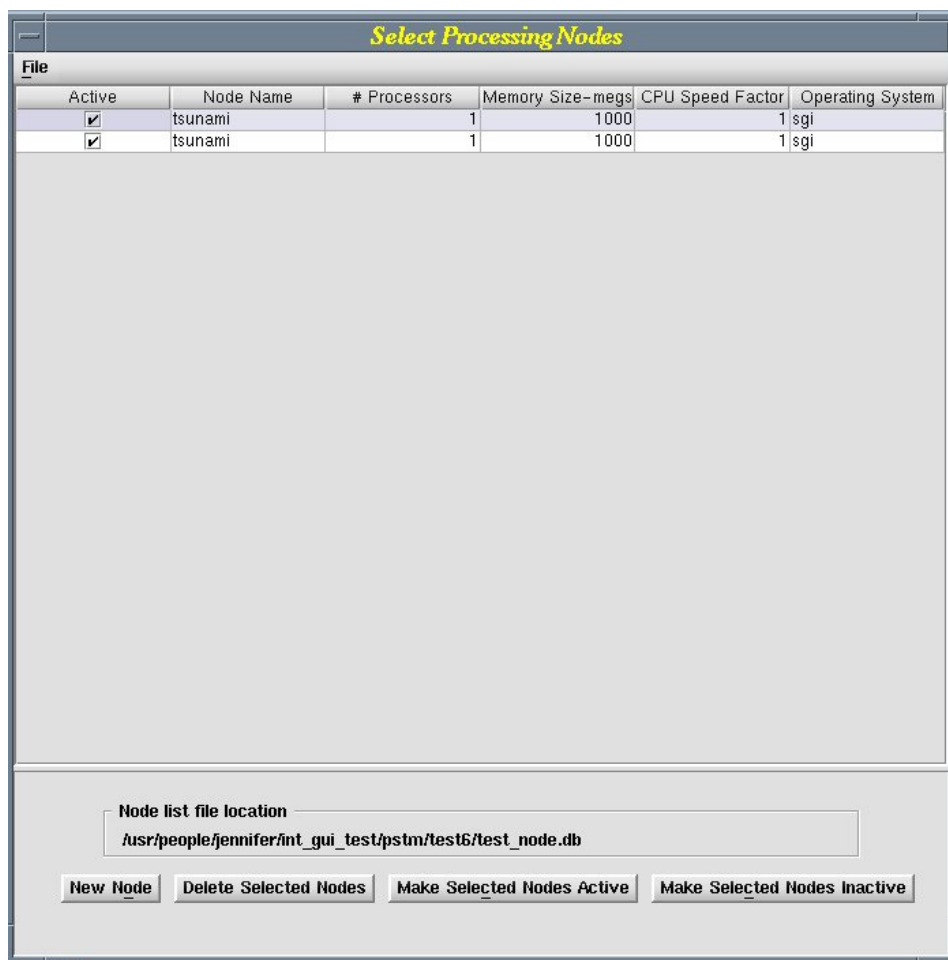 Select Processing Nodes
File
Active Node Name # Processors Memory Size-megs CPU Speed Factor Operating System
tsunami 1 1000 1 sgi
tsunami 1 1000 1 sgi
Node list file location
/usr/people/jennifer/int_gui_test/pstm/test6/test_node.db
New Node Delete Selected Nodes Make Selected Nodes Active Make Selected Nodes Inactive